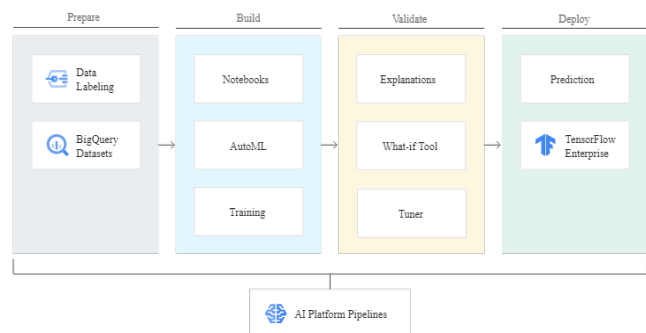 Prepare
Build
Validate
Deploy
Data
Labeling
Notebooks
Explanations
Prediction
BigQuery
Datasets
AutoML
What-if Tool
TensorFlow
Enterprise
Training
Tuner
AI Platform Pipelines